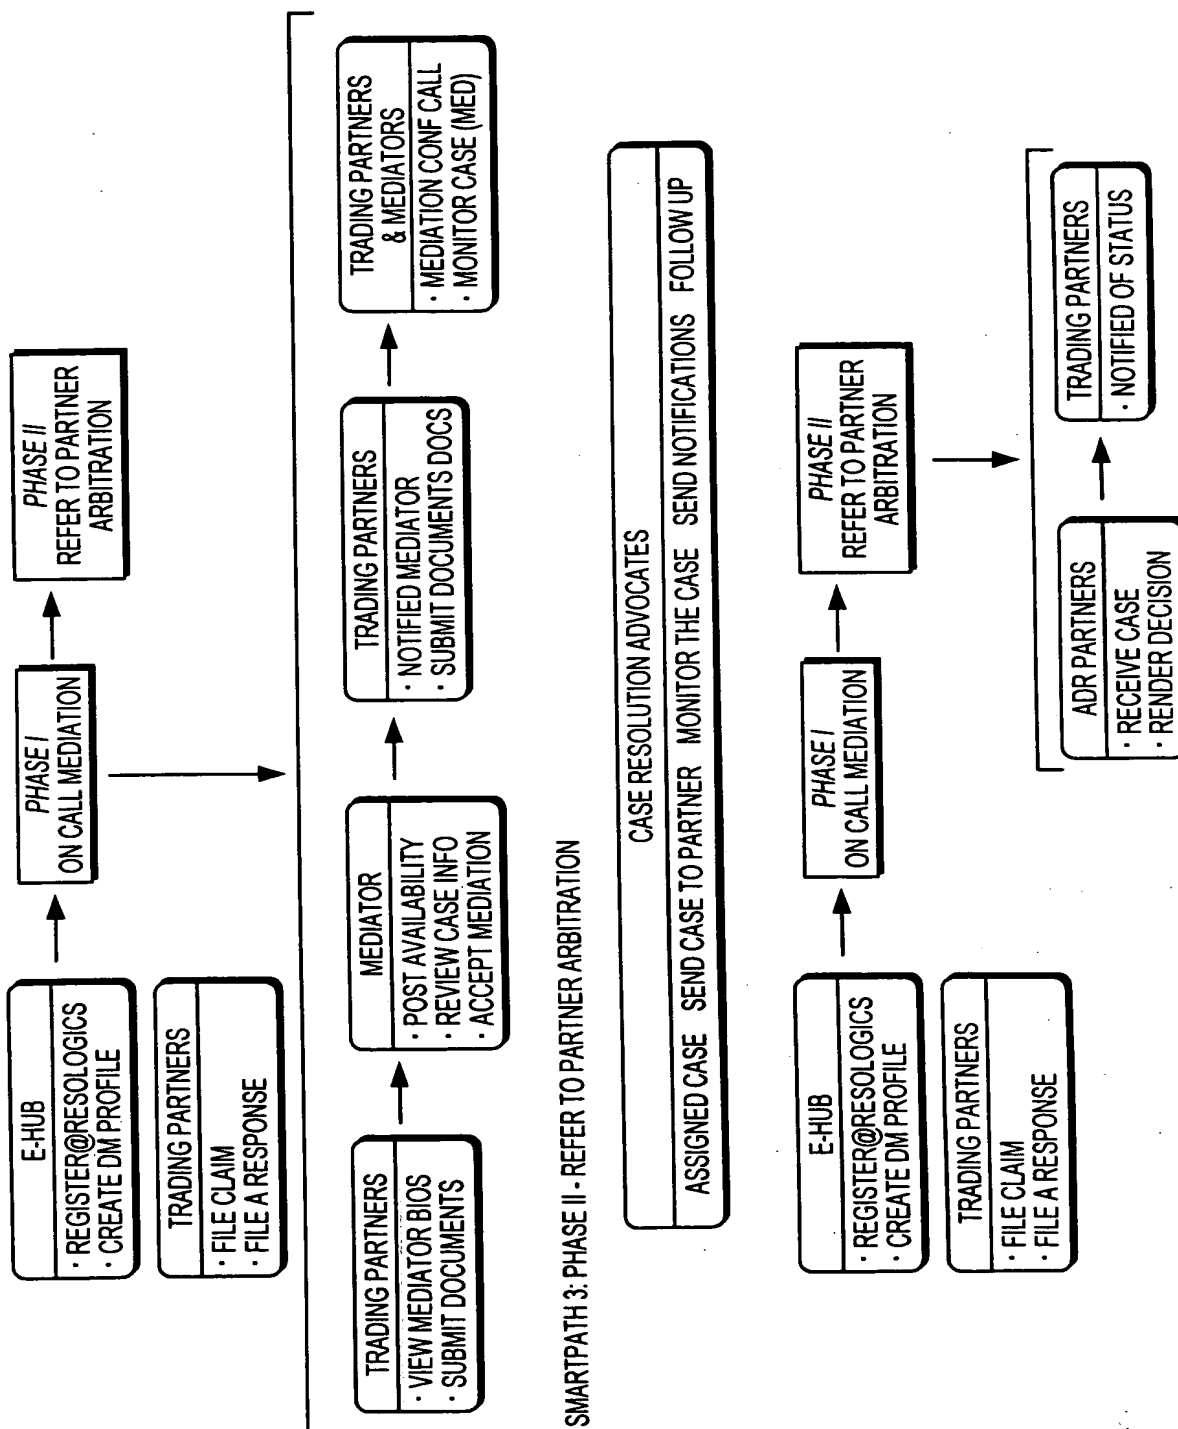 E-HUB
· REGISTER@RESOLOGICS
· CREATE DM PROFILE
TRADING PARTNERS
· FILE CLAIM
· FILE A RESPONSE
PHASE I
ON CALL MEDIATION
PHASE II
REFER TO PARTNER
ARBITRATION
TRADING PARTNERS
· VIEW MEDIATOR BIOS
· SUBMIT DOCUMENTS
MEDIATOR
· POST AVAILABILITY
· REVIEW CASE INFO
· ACCEPT MEDIATION
TRADING PARTNERS
· NOTIFIED MEDIATOR
· SUBMIT DOCUMENTS DOCS
TRADING PARTNERS
& MEDIATORS
· MEDIATION CONF CALL
· MONITOR CASE (MED)
SMARTPATH 3: PHASE II - REFER TO PARTNER ARBITRATION
CASE RESOLUTION ADVOCATES
ASSIGNED CASE SEND CASE TO PARTNER MONITOR THE CASE SEND NOTIFICATIONS FOLLOW UP
E-HUB
· REGISTER@RESOLOGICS
· CREATE DM PROFILE
TRADING PARTNERS
· FILE CLAIM
· FILE A RESPONSE
PHASE I
ON CALL MEDIATION
PHASE II
REFER TO PARTNER
ARBITRATION
ADR PARTNERS
· RECEIVE CASE
· RENDER DECISION
TRADING PARTNERS
· NOTIFIED OF STATUS